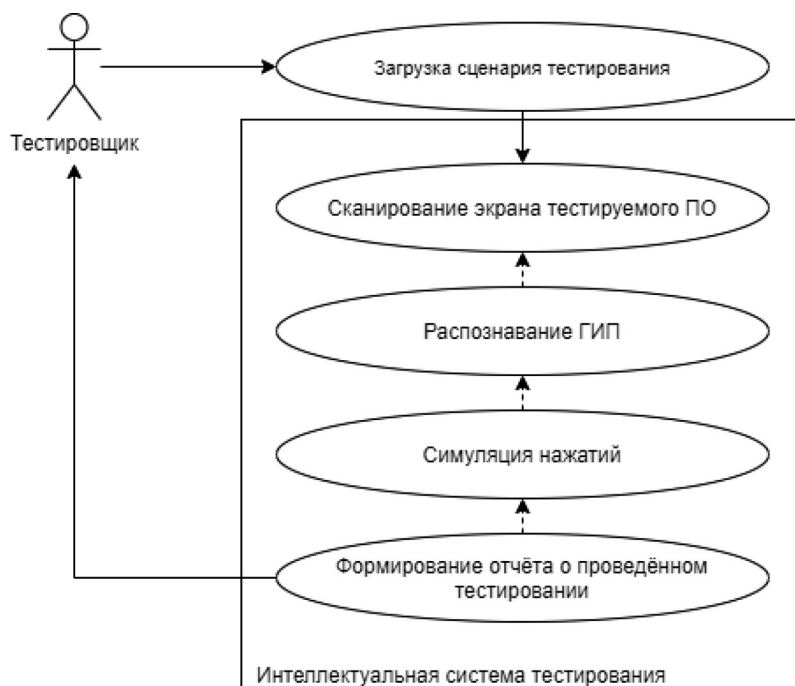 Загрузка сценария тестирования
Тестировщик
Сканирование экрана тестируемого ПО
Распознавание ГИП
Симуляция нажатий
Формирование отчёта о проведённом
тестировании
Интеллектуальная система тестирования